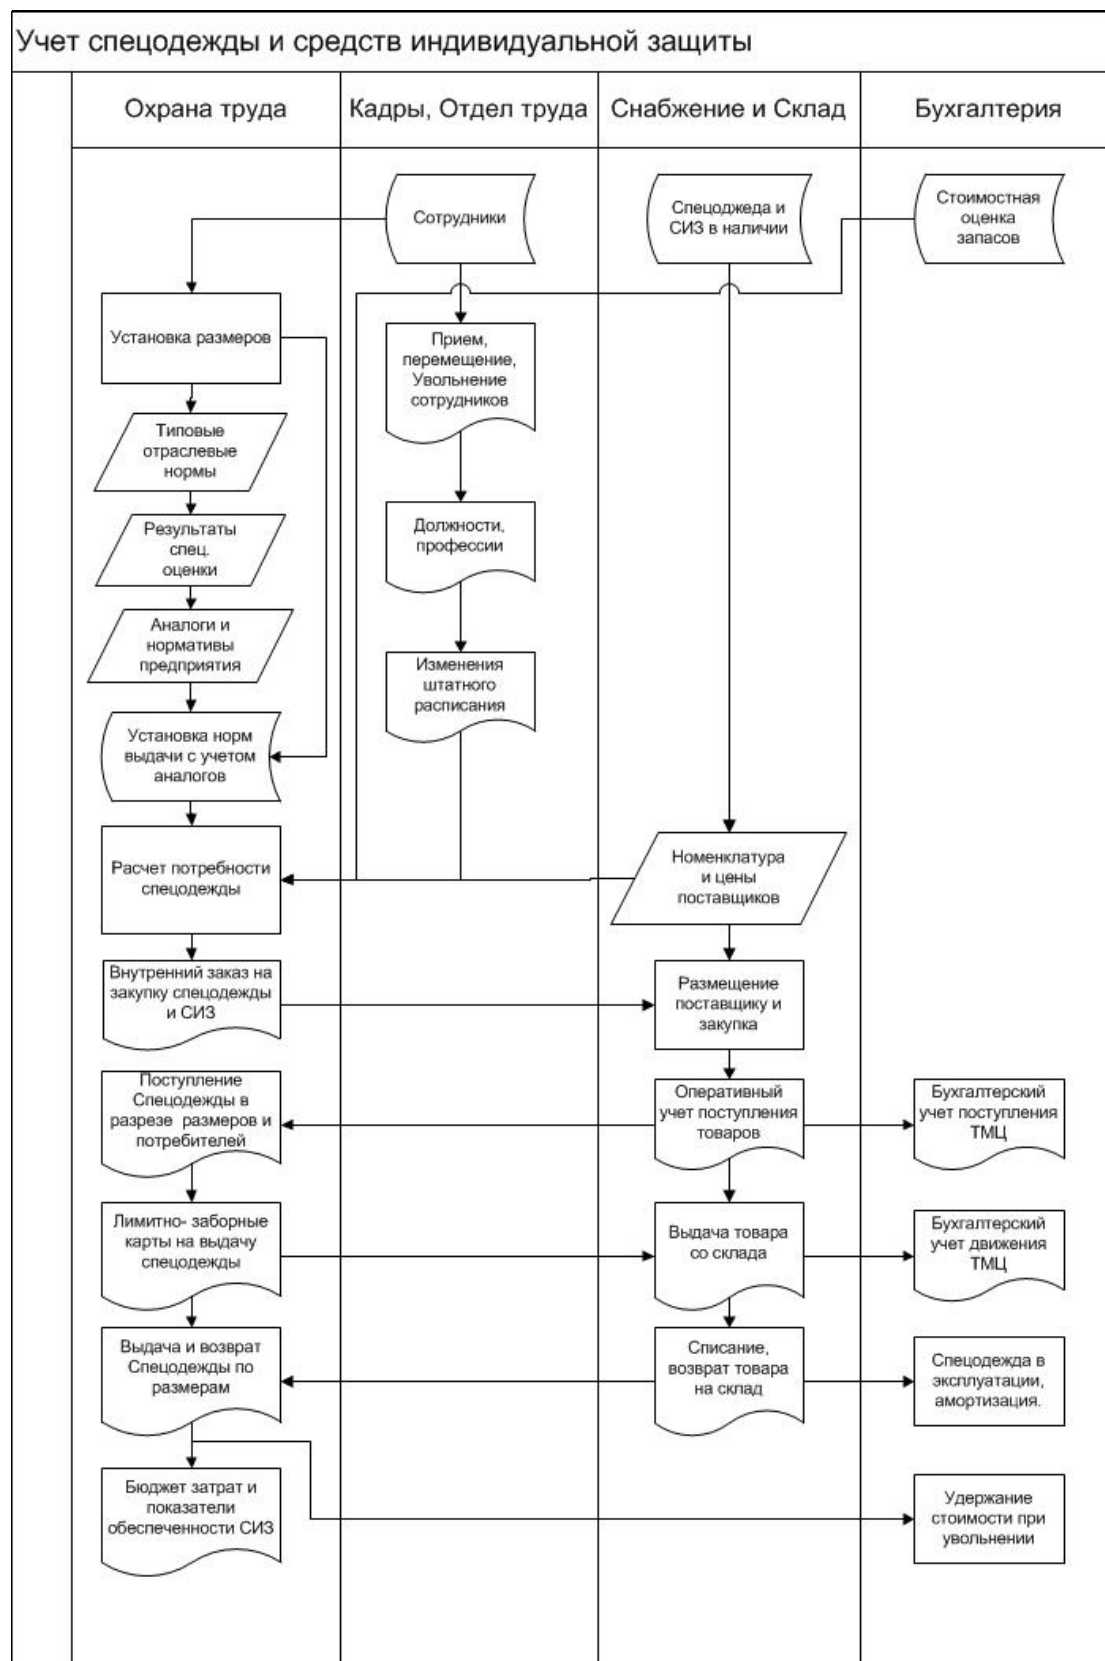 Учет спецодежды и средств индивидуальной защиты
Охрана труда
Кадры, Отдел труда
Снабжение и Склад
Бухгалтерия
Сотрудники
Спецоджеда и
СИЗ в наличии
Стоимостная
оценка
запасов
Установка размеров
Прием,
перемещение,
Увольнение
сотрудников
Типовые
отраслевые
нормы
Результаты
спец.
оценки
Должности,
профессии
Аналоги и
нормативы
предприятия
Изменения
штатного
расписания
Установка норм
выдачи с учетом
аналогов
Расчет потребности
спецодежды
Номенклатура
и цены
поставщиков
Внутренний заказ на
закупку спецодежды
и СИЗ
Размещение
поставщику и
закупка
Поступление
Спецодежды в
разрезе размеров и
потребителей
Оперативный
учет поступления
товаров
Бухгалтерский
учет поступления
ТМЦ
Лимитно- заборные
карты на выдачу
спецодежды
Выдача товара
со склада
Бухгалтерский
учет движения
ТМЦ
Выдача и возврат
Спецодежды по
размерам
Списание,
возврат товара
на склад
Спецодежда в
эксплуатации,
амортизация.
Бюджет затрат и
показатели
обеспеченности СИЗ
Удержание
стоимости при
увольнении